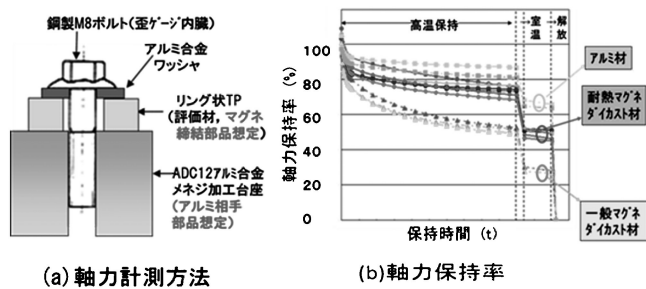 鋼製M8ボルト(歪ゲージ内臓)
アルミ合金
ワッシャ
リング状TP
(評価材,マグネ
締結部品想定)
ADC12アルミ合金
メネジ加工台座
(アルミ相手
部品想定)
(a)軸力計測方法
高温保持
室温
解放
軸力保持率 (%)
100
80
60
40
20
0
保持時間 (t)
アルミ材
耐熱マグネ
ダイカスト材
一般マグネ
ダイカスト材
(b)軸力保持率